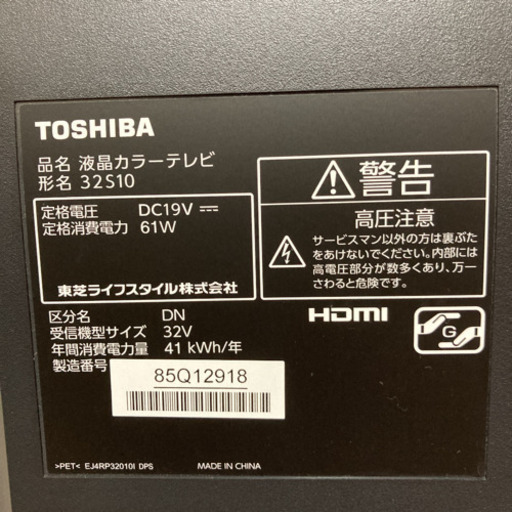 TOSHIBA
品名 液晶カラーテレビ
形名 32S10
定格電圧 DC19V ⎓
定格消費電力 61W
東芝ライフスタイル株式会社
警告
高圧注意
サービスマン以外の方は裏ぶた
をあけないでください。内部には
高電圧部分が数多くあり、万一
さわると危険です。
区分名 DN
受信機型サイズ 32V
年間消費電力量 41 kWh/年
製造番号
85Q12918
HDMI
G
>PET< EJ4RP32010I DPS
MADE IN CHINA